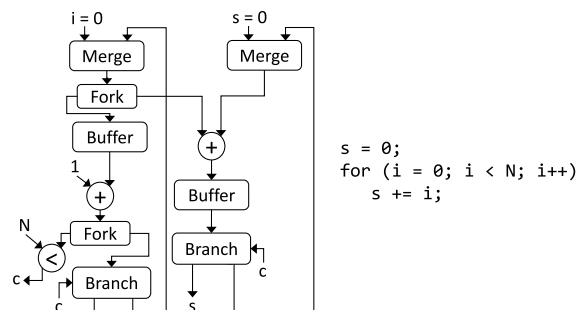 i = 0
s = 0
Merge
Merge
Fork
Buffer
+
1
+
Buffer
N
Fork
<
Branch
c
Branch
c
c
s
s = 0;
for (i = 0; i < N; i++)
s += i;